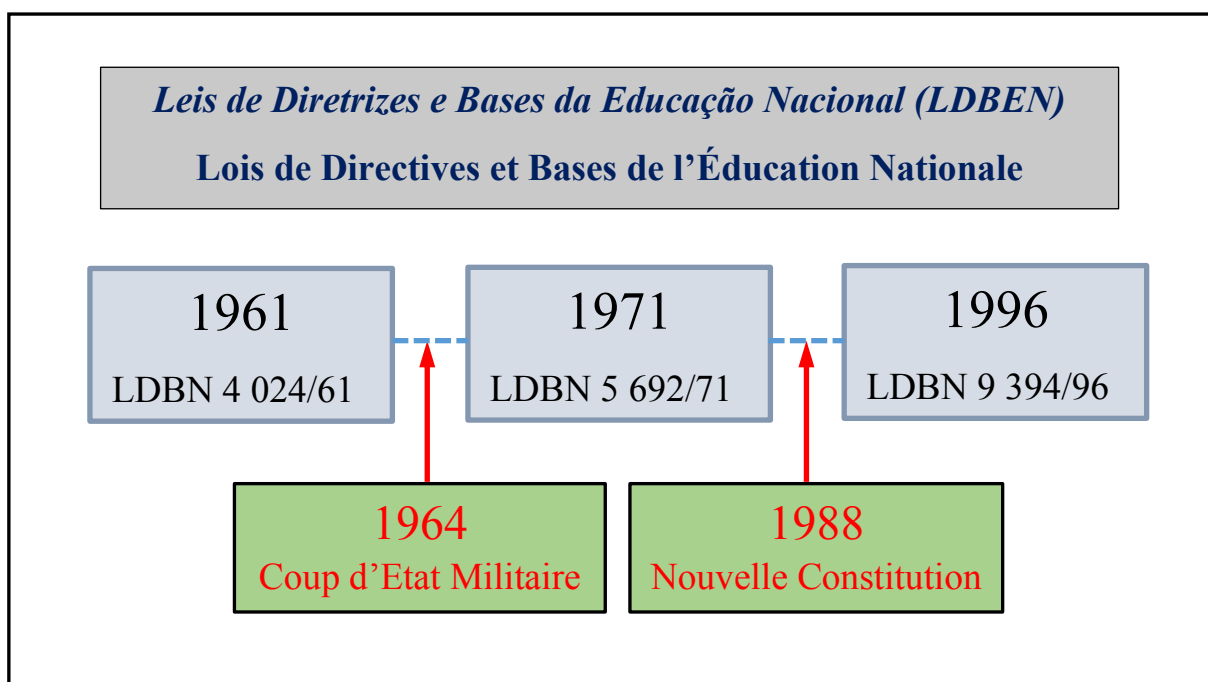 Leis de Diretrizes e Bases da Educação Nacional (LDBEN)
Lois de Directives et Bases de l’Éducation Nationale
1961
LDBN 4 024/61
1971
LDBN 5 692/71
1996
LDBN 9 394/96
1964
Coup d’Etat Militaire
1988
Nouvelle Constitution